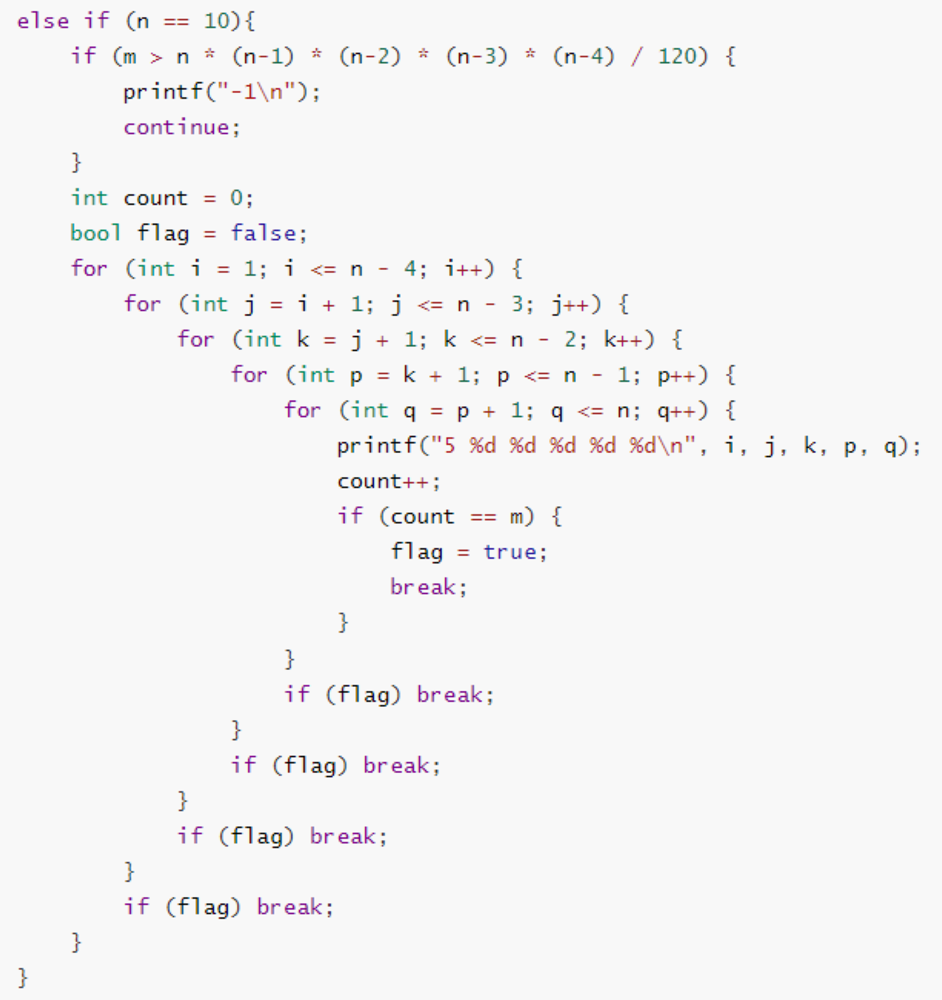 else if (n == 10){
    if (m > n * (n-1) * (n-2) * (n-3) * (n-4) / 120) {
        printf("-1\n");
        continue;
    }
    int count = 0;
    bool flag = false;
    for (int i = 1; i <= n - 4; i++) {
        for (int j = i + 1; j <= n - 3; j++) {
            for (int k = j + 1; k <= n - 2; k++) {
                for (int p = k + 1; p <= n - 1; p++) {
                    for (int q = p + 1; q <= n; q++) {
                        printf("5 %d %d %d %d %d\n", i, j, k, p, q);
                        count++;
                        if (count == m) {
                            flag = true;
                            break;
                        }
                    }
                    if (flag) break;
                }
                if (flag) break;
            }
            if (flag) break;
        }
        if (flag) break;
    }
}